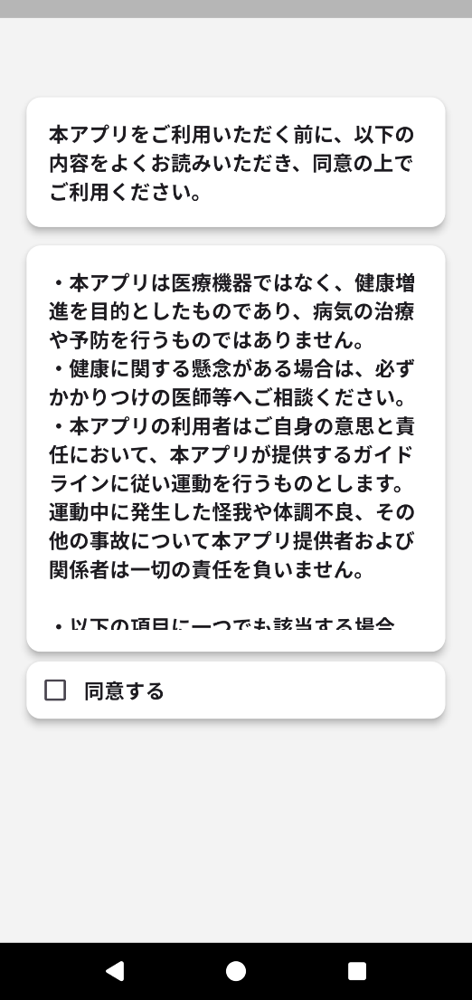 本アプリをご利用いただく前に、以下の
内容をよくお読みいただき、同意の上で
ご利用ください。
・本アプリは医療機器ではなく、健康増
進を目的としたものであり、病気の治療
や予防を行うものではありません。
・健康に関する懸念がある場合は、必ず
かかりつけの医師等へご相談ください。
・本アプリの利用者はご自身の意思と責
任において、本アプリが提供するガイド
ラインに従い運動を行うものとします。
運動中に発生した怪我や体調不良、その
他の事故について本アプリ提供者および
関係者は一切の責任を負いません。
・以下の項目に一つでも該当する場合
同意する